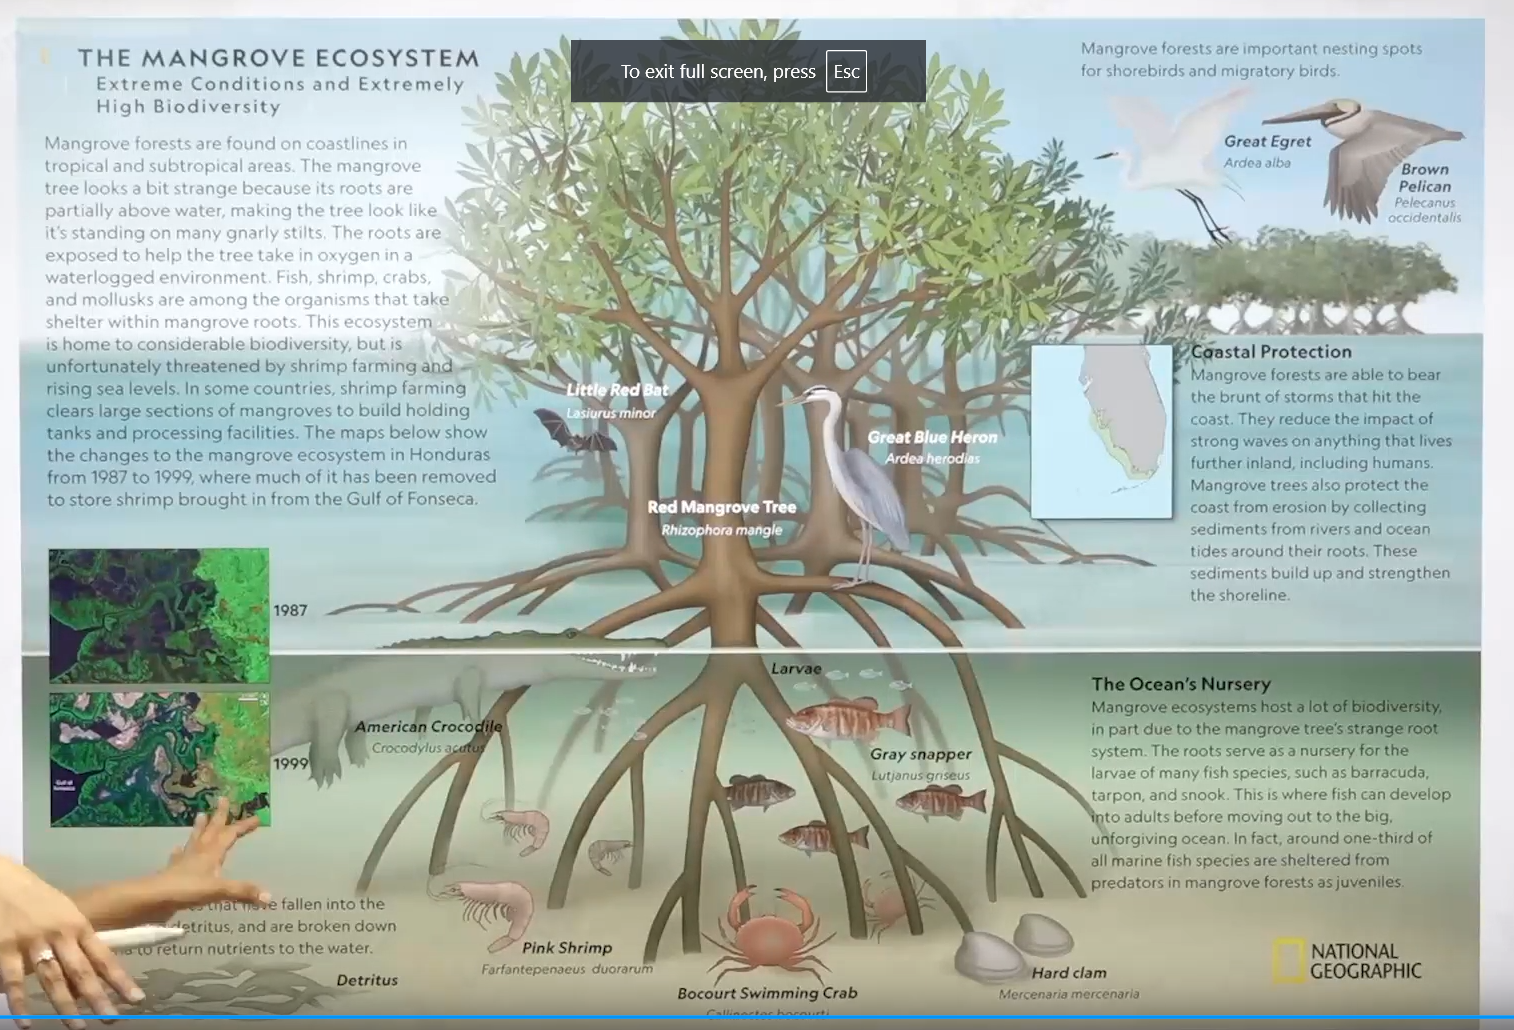 THE MANGROVE ECOSYSTEM
Extreme Conditions and Extremely
High Biodiversity
Mangrove forests are found on coastlines in
tropical and subtropical areas. The mangrove
tree looks a bit strange because its roots are
partially above water, making the tree look like
it's standing on many gnarly stilts. The roots are
exposed to help the tree take in oxygen in a
waterlogged environment. Fish, shrimp, crabs,
and mollusks are among the organisms that take
shelter within mangrove roots. This ecosystem
is home to considerable biodiversity, but is
unfortunately threatened by shrimp farming and
rising sea levels. In some countries, shrimp farming
clears large sections of mangroves to build holding
tanks and processing facilities. The maps below show
the changes to the mangrove ecosystem in Honduras
from 1987 to 1999, where much of it has been removed
to store shrimp brought in from the Gulf of Fonseca.
To exit full screen, press Esc
Mangrove forests are important nesting spots
for shorebirds and migratory birds.
Great Egret
Ardea alba
Brown
Pelican
Pelecanus
occidentalis
Little Red Bat
Lasiurus minor
Great Blue Heron
Ardea herodias
Red Mangrove Tree
Rhizophora mangle
Coastal Protection
Mangrove forests are able to bear
the brunt of storms that hit the
coast. They reduce the impact of
strong waves on anything that lives
further inland, including humans.
Mangrove trees also protect the
coast from erosion by collecting
sediments from rivers and ocean
tides around their roots. These
sediments build up and strengthen
the shoreline.
1987
1999
Gulf of
Fonseca
American Crocodile
Crocodylus acutus
Larvae
Gray snapper
Lutjanus griseus
The Ocean's Nursery
Mangrove ecosystems host a lot of biodiversity,
in part due to the mangrove tree's strange root
system. The roots serve as a nursery for the
larvae of many fish species, such as barracuda,
tarpon, and snook. This is where fish can develop
into adults before moving out to the big,
unforgiving ocean. In fact, around one-third of
all marine fish species are sheltered from
predators in mangrove forests as juveniles.
that have fallen into the
detritus, and are broken down
to return nutrients to the water.
Detritus
Pink Shrimp
Farfantepenaeus duorarum
Bocourt Swimming Crab
Callinectes bocourti
Hard clam
Mercenaria mercenaria
NATIONAL
GEOGRAPHIC